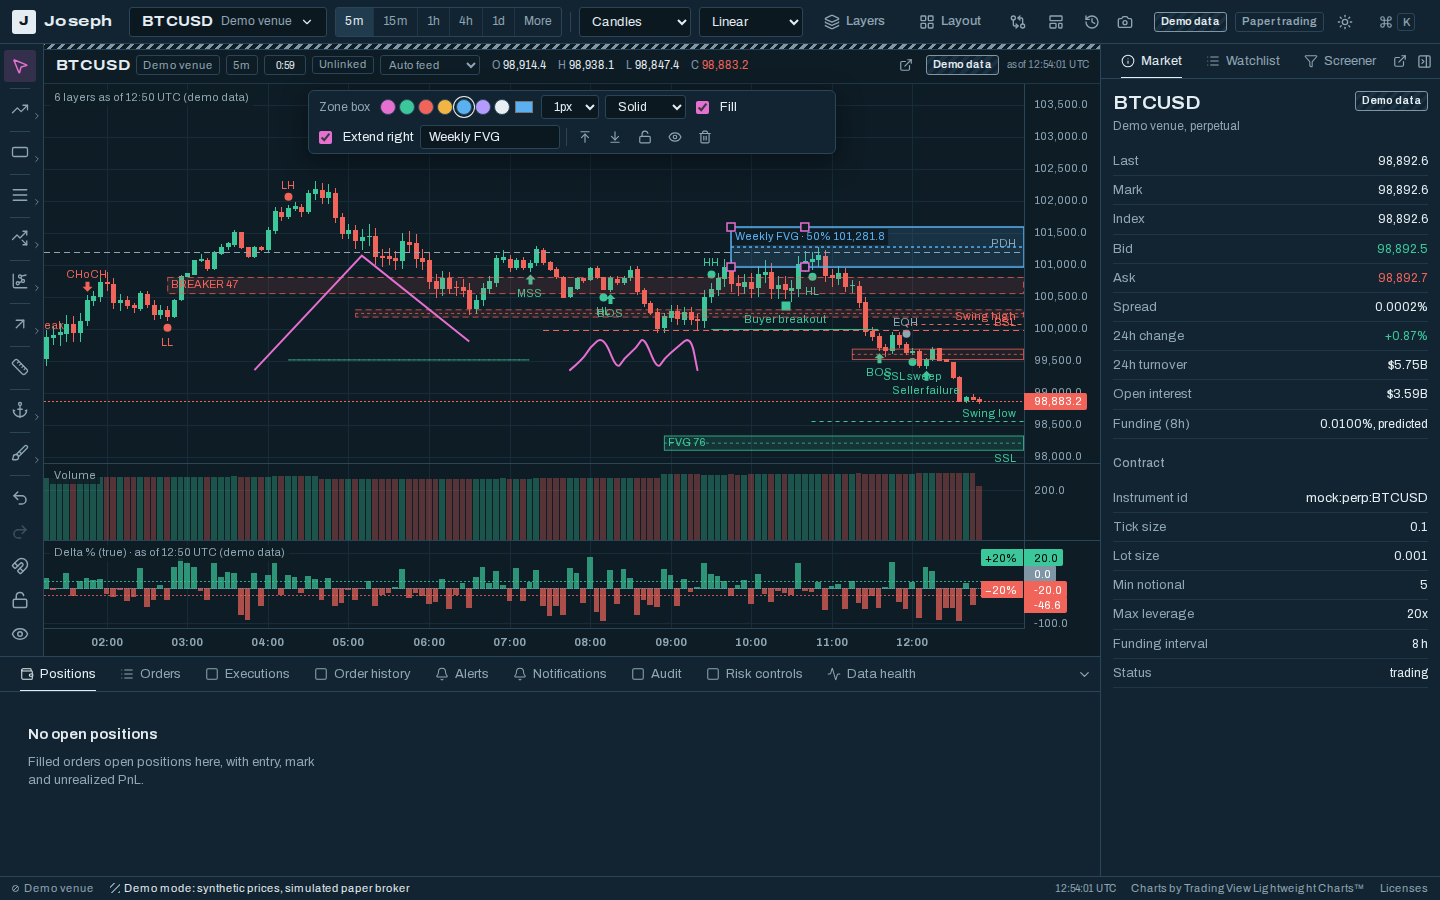 J Joseph BTCUSD Demo venue 5m 15m 1h 4h 1d More Candles Linear Layers Layout Demo data Paper trading ⌘ K
BTCUSD Demo venue 5m 0:59 Unlinked Auto feed O 98,914.4 H 98,938.1 L 98,847.4 C 98,883.2 Demo data as of 12:54:01 UTC
6 layers as of 12:50 UTC (demo data)
Zone box 1px Solid Fill
Extend right Weekly FVG
103,500.0
103,000.0
102,500.0
102,000.0
101,500.0
101,000.0
100,500.0
100,000.0
99,500.0
99,000.0
98,883.2
98,500.0
98,000.0
LH
Weekly FVG · 50% 101,281.8
PDH
CHoCH
HH
BREAKER 47
MSS
HL
BOS
Buyer breakout
EQH
Swing high
BSL
LL
BOS
SSL sweep
Seller failure
Swing low
FVG 76
SSL
Volume
200.0
Delta % (true) · as of 12:50 UTC (demo data)
+20% 20.0
0.0
−20% -20.0
-46.6
-100.0
02:00 03:00 04:00 05:00 06:00 07:00 08:00 09:00 10:00 11:00 12:00
Market Watchlist Screener
BTCUSD Demo data
Demo venue, perpetual
Last 98,892.6
Mark 98,892.6
Index 98,892.6
Bid 98,892.5
Ask 98,892.7
Spread 0.0002%
24h change +0.87%
24h turnover $5.75B
Open interest $3.59B
Funding (8h) 0.0100%, predicted
Contract
Instrument id mock:perp:BTCUSD
Tick size 0.1
Lot size 0.001
Min notional 5
Max leverage 20x
Funding interval 8 h
Status trading
Positions Orders Executions Order history Alerts Notifications Audit Risk controls Data health
No open positions
Filled orders open positions here, with entry, mark
and unrealized PnL.
Demo venue Demo mode: synthetic prices, simulated paper broker 12:54:01 UTC Charts by TradingView Lightweight Charts™ Licenses